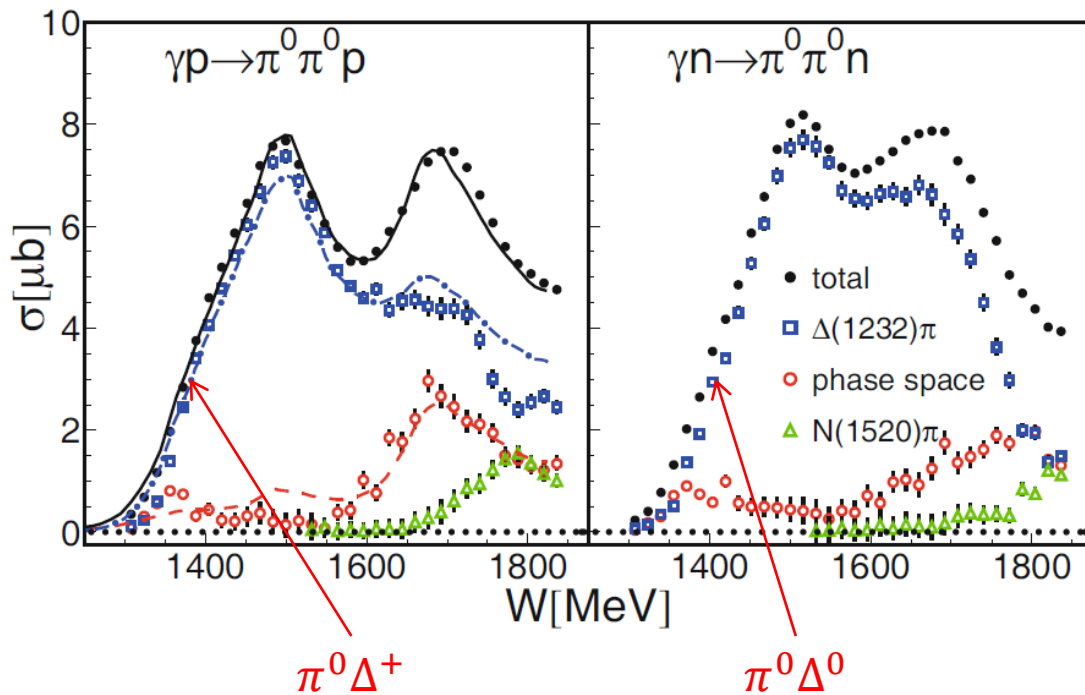 γp→π⁰π⁰p
γn→π⁰π⁰n
σ[μb]
10
8
6
4
2
0
total
Δ(1232)π
phase space
N(1520)π
1400 1600 1800 1400 1600 1800
W[MeV]
π⁰Δ⁺ π⁰Δ⁰